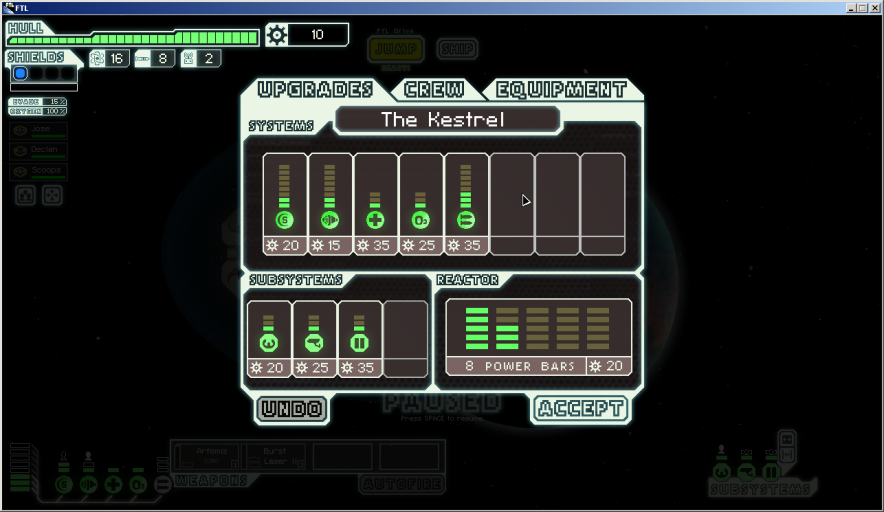 FTL
HULL
10
FTL Drive
JUMP
SHIP
SHIELDS
16
8
2
EVADE 15%
OXYGEN 100%
Jose
Declan
Scoops
UPGRADES
CREW
EQUIPMENT
The Kestrel
SYSTEMS
20
15
35
25
35
SUBSYSTEMS
REACTOR
20
25
35
8 POWER BARS
20
UNDO
ACCEPT
PAUSED
Press SPACE to resume
Artemis
Burst
Laser II
WEAPONS
AUTOFIRE
SUBSYSTEMS